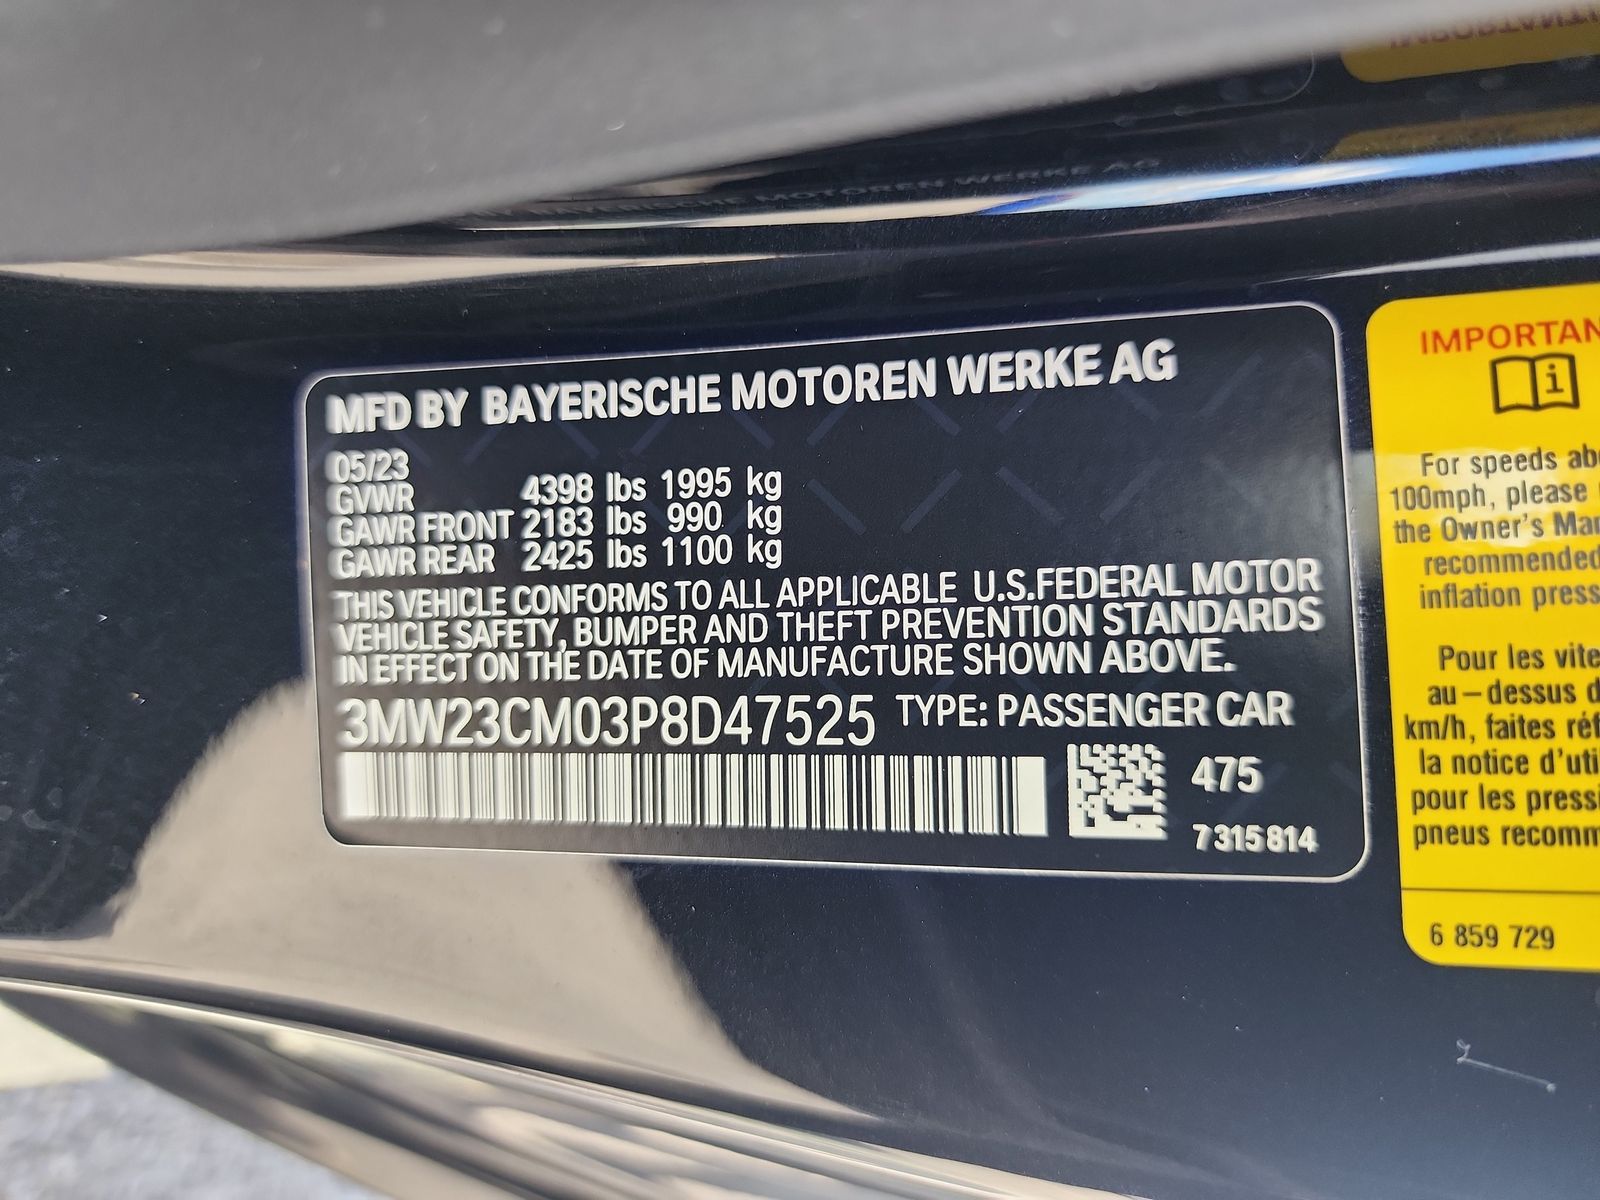 MFD BY BAYERISCHE MOTOREN WERKE AG
05/23
GVWR 4398 lbs 1995 kg
GAWR FRONT 2183 lbs 990 kg
GAWR REAR 2425 lbs 1100 kg
THIS VEHICLE CONFORMS TO ALL APPLICABLE U.S.FEDERAL MOTOR
VEHICLE SAFETY, BUMPER AND THEFT PREVENTION STANDARDS
IN EFFECT ON THE DATE OF MANUFACTURE SHOWN ABOVE.
3MW23CM03P8D47525 TYPE: PASSENGER CAR
475
7315814
IMPORTAN
For speeds abo
100mph, please
the Owner's Man
recommended
inflation press
Pour les vite
au-dessus d
km/h, faites réf
la notice d'uti
pour les pressi
pneus recomm
6 859 729